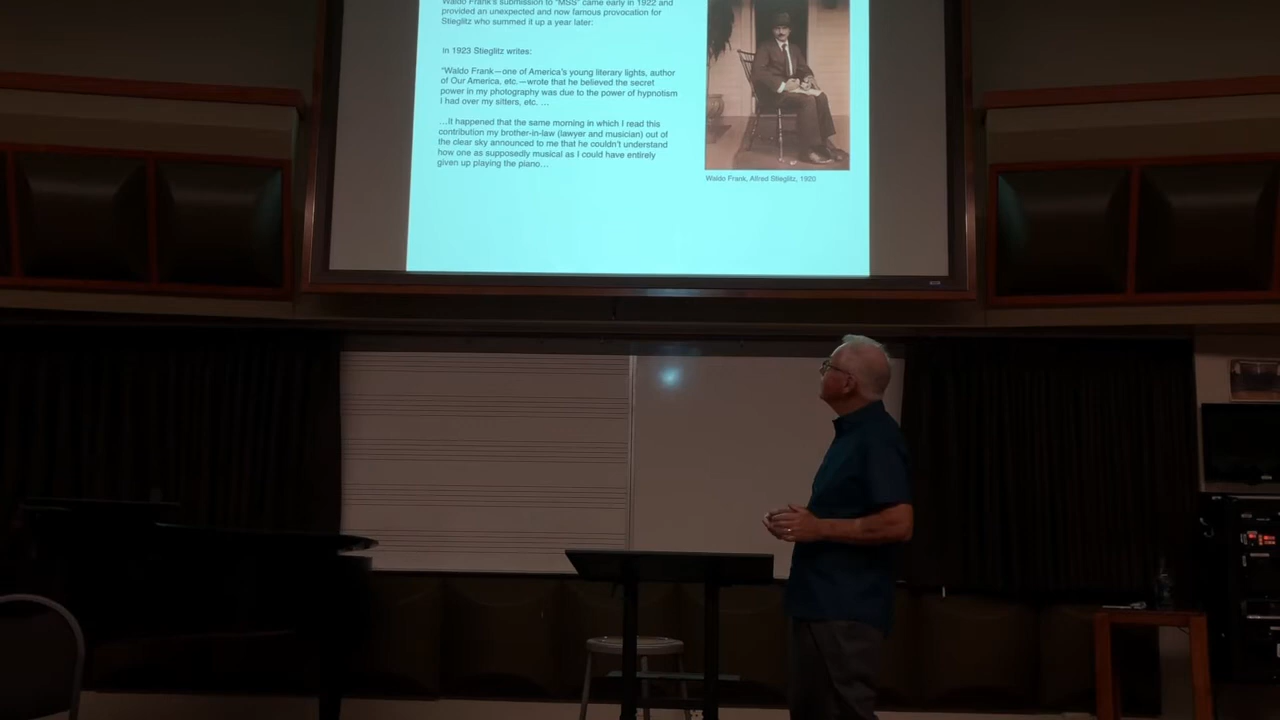 Waldo Frank's submission to "MSS" came early in 1922 and
provided an unexpected and now famous provocation for
Stieglitz who summed it up a year later:
In 1923 Stieglitz writes:
"Waldo Frank—one of America's young literary lights, author
of Our America, etc.—wrote that he believed the secret
power in my photography was due to the power of hypnotism
I had over my sitters, etc. …
…It happened that the same morning in which I read this
contribution my brother-in-law (lawyer and musician) out of
the clear sky announced to me that he couldn't understand
how one as supposedly musical as I could have entirely
given up playing the piano…
Waldo Frank, Alfred Stieglitz, 1920